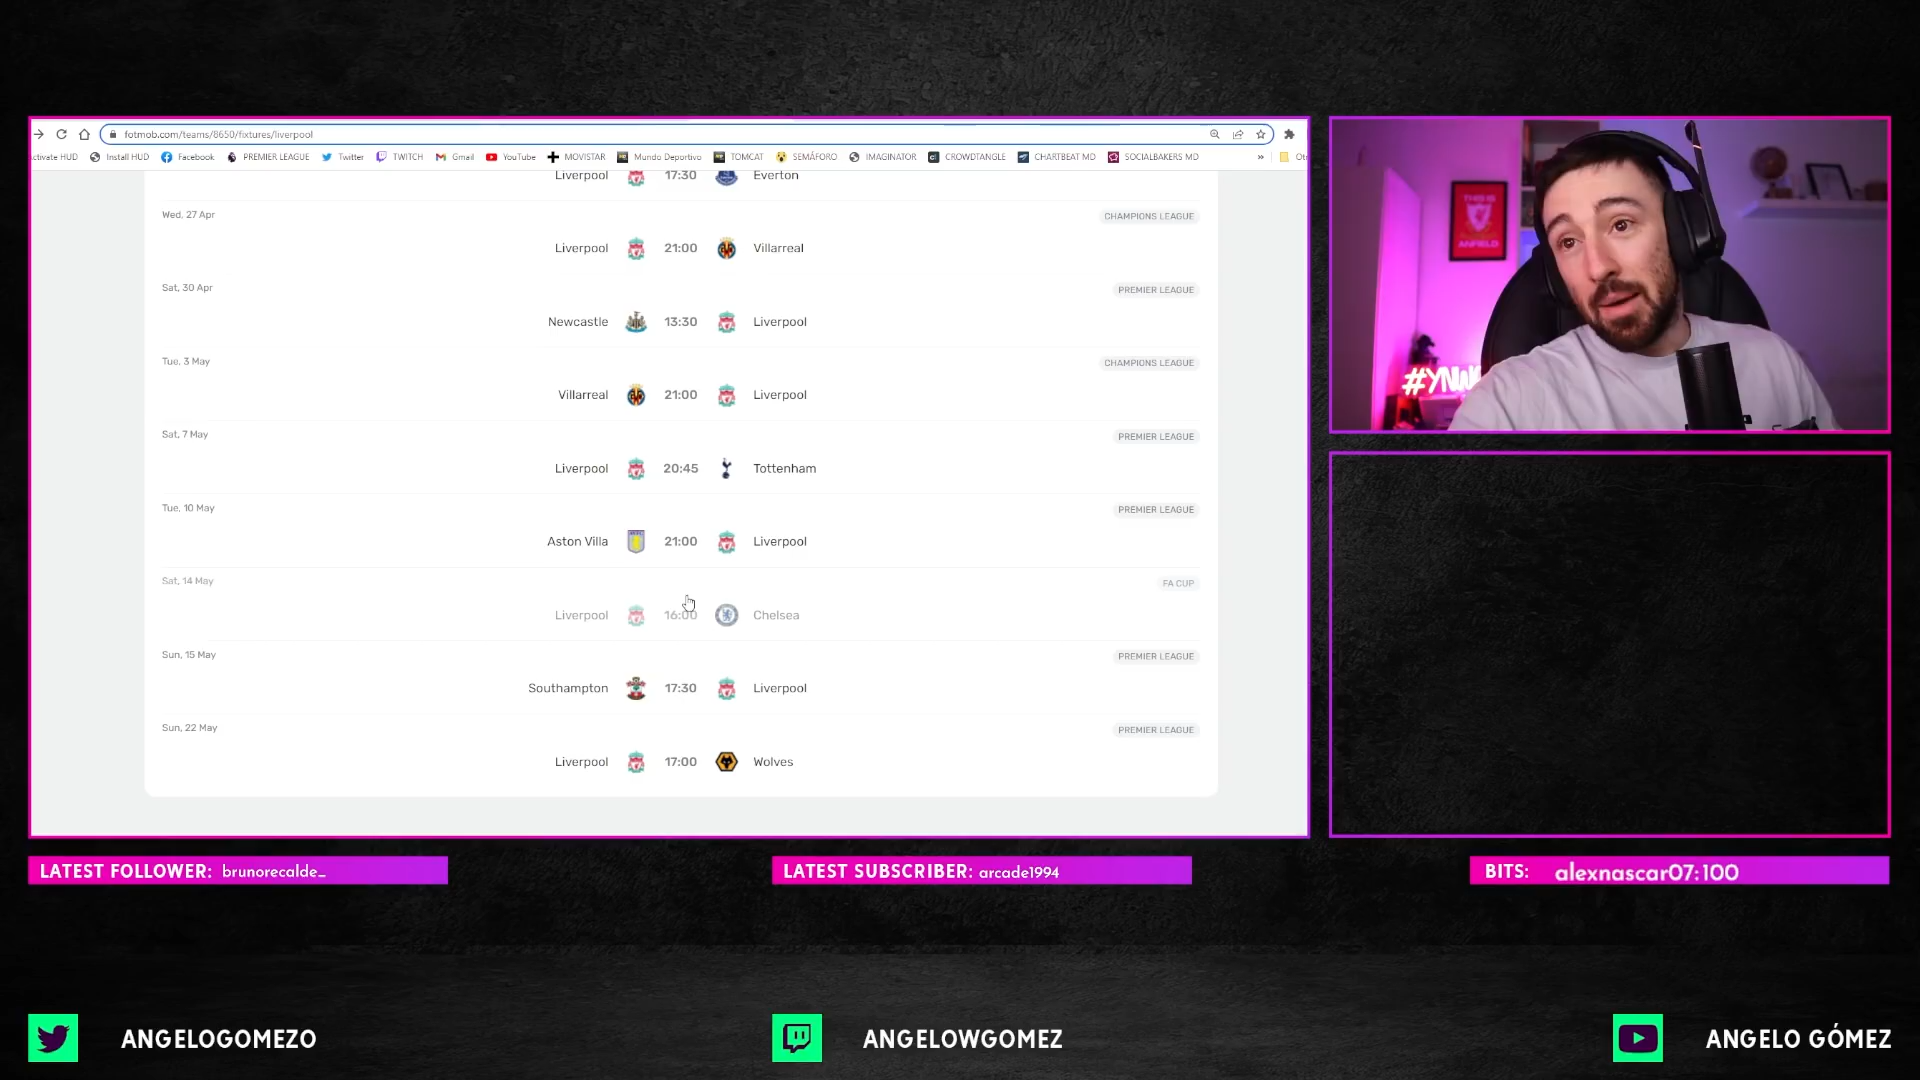 fotmob.com/teams/8650/fixtures/liverpool
ctivate HUD Install HUD Facebook PREMIER LEAGUE Twitter TWITCH Gmail YouTube MOVISTAR Mundo Deportivo TOMCAT SEMÁFORO IMAGINATOR CROWDTANGLE CHARTBEAT MD SOCIALBAKERS MD » Ot
Liverpool 17:30 Everton
Wed, 27 Apr CHAMPIONS LEAGUE
Liverpool 21:00 Villarreal
Sat, 30 Apr PREMIER LEAGUE
Newcastle 13:30 Liverpool
Tue, 3 May CHAMPIONS LEAGUE
Villarreal 21:00 Liverpool
Sat, 7 May PREMIER LEAGUE
Liverpool 20:45 Tottenham
Tue, 10 May PREMIER LEAGUE
Aston Villa 21:00 Liverpool
Sat, 14 May FA CUP
Liverpool 16:00 Chelsea
Sun, 15 May PREMIER LEAGUE
Southampton 17:30 Liverpool
Sun, 22 May PREMIER LEAGUE
Liverpool 17:00 Wolves
THIS IS
ANFIELD
#YNW
LATEST FOLLOWER: brunorecalde_
LATEST SUBSCRIBER: arcade1994
BITS: alexnascar07:100
ANGELOGOMEZO
ANGELOWGOMEZ
ANGELO GÓMEZ